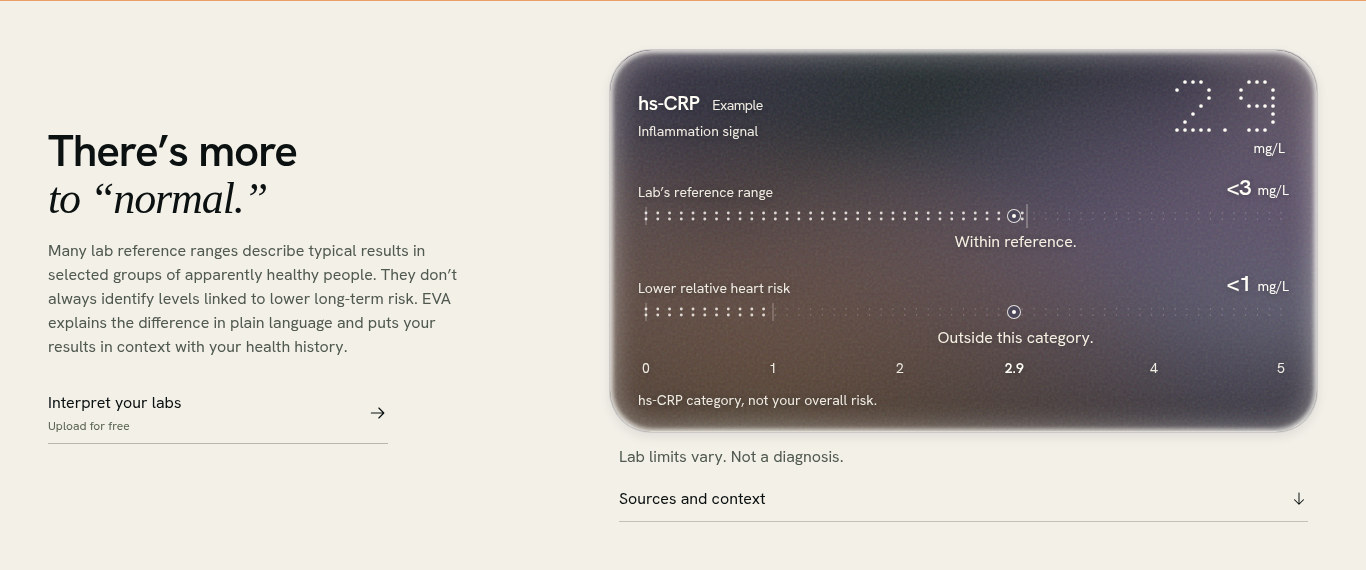 There’s more
to “normal.”
Many lab reference ranges describe typical results in
selected groups of apparently healthy people. They don’t
always identify levels linked to lower long-term risk. EVA
explains the difference in plain language and puts your
results in context with your health history.
Interpret your labs
Upload for free
hs-CRP Example
Inflammation signal
2.9
mg/L
Lab’s reference range
<3 mg/L
Within reference.
Lower relative heart risk
<1 mg/L
Outside this category.
0 1 2 2.9 4 5
hs-CRP category, not your overall risk.
Lab limits vary. Not a diagnosis.
Sources and context